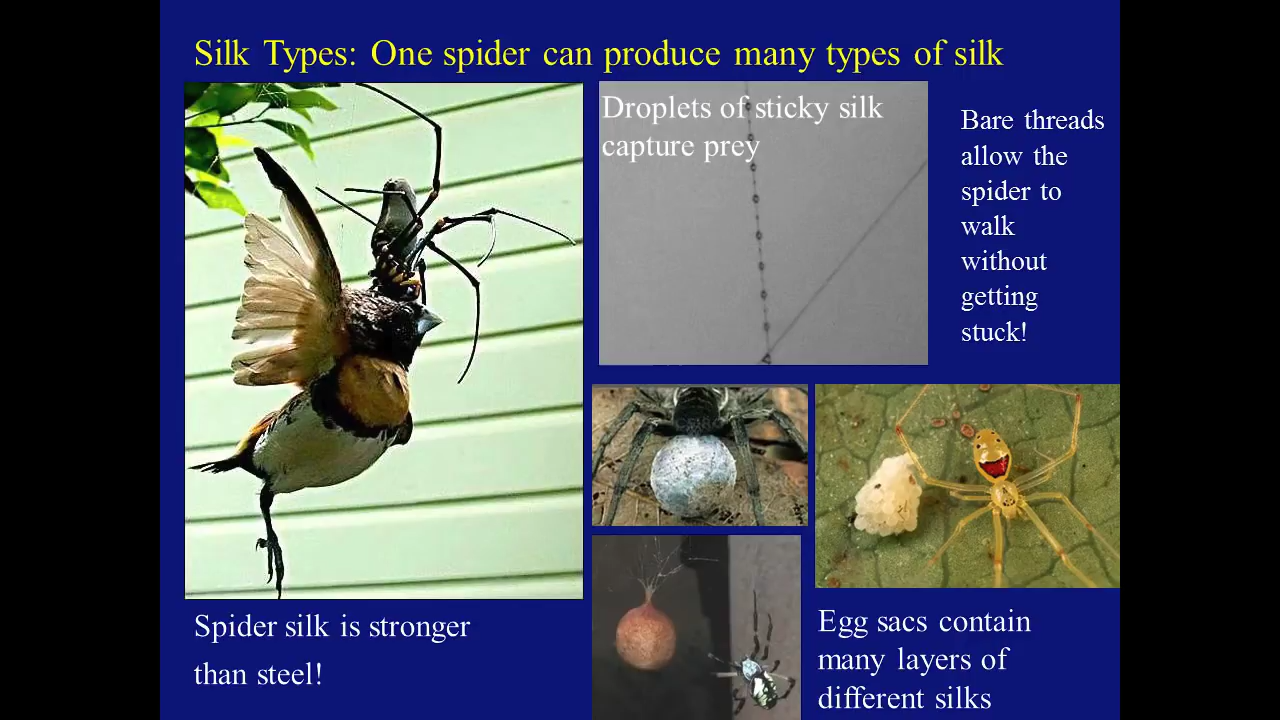 Silk Types: One spider can produce many types of silk
Droplets of sticky silk
capture prey
Bare threads
allow the
spider to
walk
without
getting
stuck!
Spider silk is stronger
than steel!
Egg sacs contain
many layers of
different silks